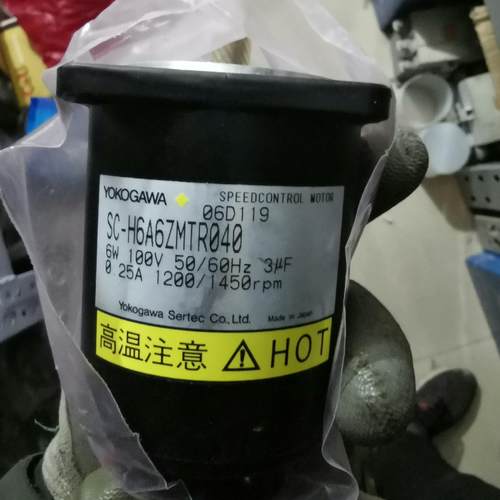 YOKOGAWA SPEEDCONTROL MOTOR
06D119
SC-H6A6ZMTR040
6W 100V 50/60Hz 3μF
0.25A 1200/1450rpm
Yokogawa Sertec Co., Ltd. Made in Japan
高温注意 HOT